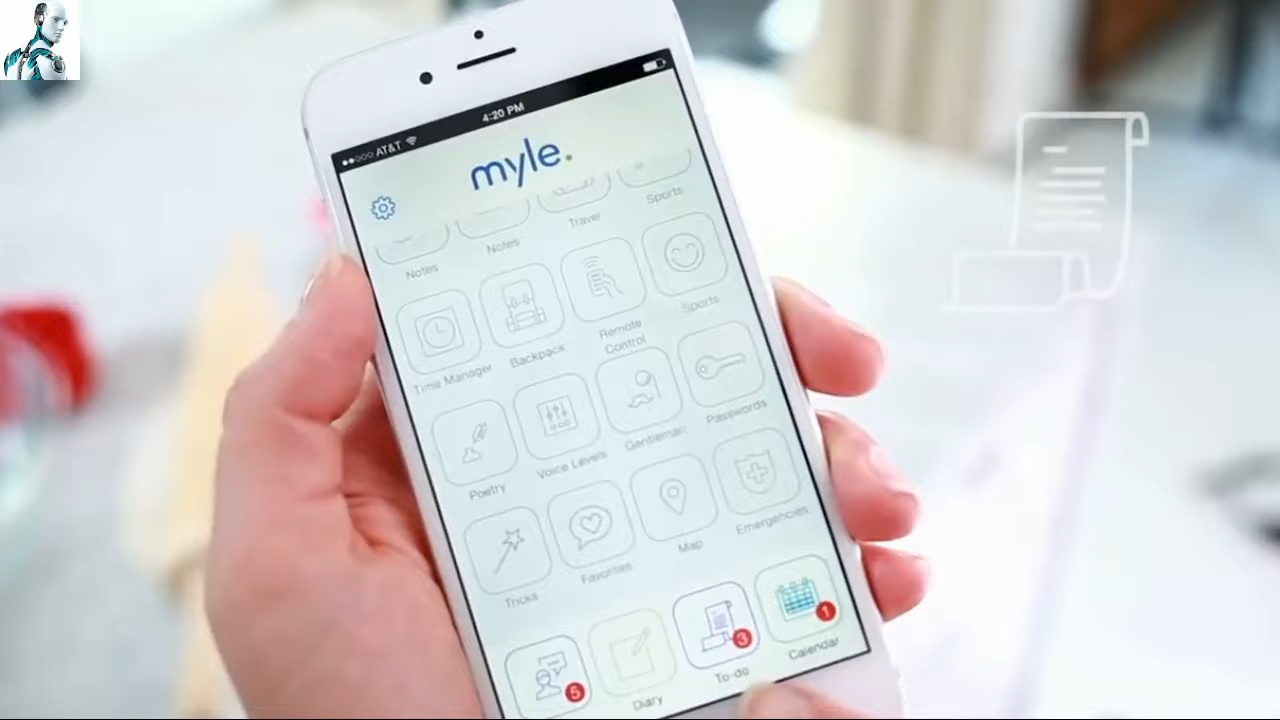 AT&T 4:20 PM
myle.
Notes Notes Travel Sports
Time Manager Backpack Remote Control Sports
Poetry Voice Levels Gentleman Passwords
Tricks Favorites Map Emergencies
5 3 1
Diary To-do Calendar